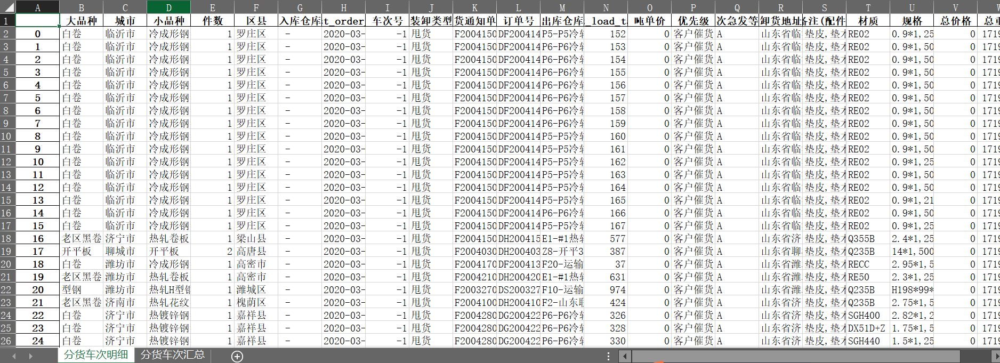 A B C D E F G H I J K L M N O P Q R S T U V W
1 大品种 城市 小品种 件数 区县 入库仓库 t_order 车次号 装卸类型 货通知单 订单号 出库仓库 _load_t 吨单价 优先级 次急发等 卸货地址 注(配件 材质 规格 总价格 总重
2 0 白卷 临沂市 冷成形钢 1 罗庄区 - 2020-03- -1 甩货 F2004150 DF200414 P5-P5冷轧 152 0 客户催货 A 山东省临 垫皮,垫木 RE02 0.9*1,25 0 1719
3 1 白卷 临沂市 冷成形钢 1 罗庄区 - 2020-03- -1 甩货 F2004150 DF200414 P6-P6冷轧 153 0 客户催货 A 山东省临 垫皮,垫木 RE02 0.9*1,50 0 1719
4 2 白卷 临沂市 冷成形钢 1 罗庄区 - 2020-03- -1 甩货 F2004150 DF200414 P6-P6冷轧 154 0 客户催货 A 山东省临 垫皮,垫木 RE02 0.9*1,50 0 1719
5 3 白卷 临沂市 冷成形钢 1 罗庄区 - 2020-03- -1 甩货 F2004150 DF200414 P6-P6冷轧 155 0 客户催货 A 山东省临 垫皮,垫木 RE02 0.9*1,50 0 1719
6 4 白卷 临沂市 冷成形钢 1 罗庄区 - 2020-03- -1 甩货 F2004150 DF200414 P6-P6冷轧 156 0 客户催货 A 山东省临 垫皮,垫木 RE02 0.9*1,50 0 1719
7 5 白卷 临沂市 冷成形钢 1 罗庄区 - 2020-03- -1 甩货 F2004150 DF200414 P6-P6冷轧 157 0 客户催货 A 山东省临 垫皮,垫木 RE02 0.9*1,50 0 1719
8 6 白卷 临沂市 冷成形钢 1 罗庄区 - 2020-03- -1 甩货 F2004150 DF200414 P6-P6冷轧 158 0 客户催货 A 山东省临 垫皮,垫木 RE02 0.9*1,50 0 1719
9 7 白卷 临沂市 冷成形钢 1 罗庄区 - 2020-03- -1 甩货 F2004150 DF200414 P6-P6冷轧 159 0 客户催货 A 山东省临 垫皮,垫木 RE02 0.9*1,50 0 1719
10 8 白卷 临沂市 冷成形钢 1 罗庄区 - 2020-03- -1 甩货 F2004150 DF200414 P5-P5冷轧 160 0 客户催货 A 山东省临 垫皮,垫木 RE02 0.9*1,50 0 1719
11 9 白卷 临沂市 冷成形钢 1 罗庄区 - 2020-03- -1 甩货 F2004150 DF200414 P5-P5冷轧 161 0 客户催货 A 山东省临 垫皮,垫木 RE02 0.9*1,50 0 1719
12 10 白卷 临沂市 冷成形钢 1 罗庄区 - 2020-03- -1 甩货 F2004150 DF200414 P5-P5冷轧 162 0 客户催货 A 山东省临 垫皮,垫木 RE02 0.9*1,25 0 1719
13 11 白卷 临沂市 冷成形钢 1 罗庄区 - 2020-03- -1 甩货 F2004150 DF200414 P5-P5冷轧 163 0 客户催货 A 山东省临 垫皮,垫木 RE02 0.9*1,50 0 1719
14 12 白卷 临沂市 冷成形钢 1 罗庄区 - 2020-03- -1 甩货 F2004150 DF200414 P5-P5冷轧 164 0 客户催货 A 山东省临 垫皮,垫木 RE02 0.9*1,50 0 1719
15 13 白卷 临沂市 冷成形钢 1 罗庄区 - 2020-03- -1 甩货 F2004150 DF200414 P5-P5冷轧 165 0 客户催货 A 山东省临 垫皮,垫木 RE02 0.9*1,21 0 1719
16 14 白卷 临沂市 冷成形钢 1 罗庄区 - 2020-03- -1 甩货 F2004150 DF200414 P6-P6冷轧 166 0 客户催货 A 山东省临 垫皮,垫木 RE02 0.9*1,50 0 1719
17 15 白卷 临沂市 冷成形钢 1 罗庄区 - 2020-03- -1 甩货 F2004150 DF200414 P5-P5冷轧 167 0 客户催货 A 山东省临 垫皮,垫木 RE02 0.9*1,25 0 1719
18 16 老区黑卷 济宁市 热轧卷板 1 梁山县 - 2020-03- -1 甩货 F2004150 DH200415 E1-#1热轧 577 0 客户催货 A 山东省济 垫皮,垫木 Q355B 2.4*1,25 0 1719
19 17 开平板 聊城市 开平板 2 高唐县 - 2020-03- -1 甩货 F2004030 DH200403 Z8-开平3 387 0 客户催货 A 山东省聊 垫皮,垫木 Q235B 14*1,500 0 1719
20 18 白卷 潍坊市 冷成形钢 1 高密市 - 2020-03- -1 甩货 F2004170 DF200413 F20-运输 37 0 客户催货 A 山东省潍 垫皮,垫木 RECC 2.95*1,5 0 1719
21 19 老区黑卷 潍坊市 热轧卷板 1 高密市 - 2020-03- -1 甩货 F2004210 DH200420 E1-#1热轧 631 0 客户催货 A 山东省潍 垫皮,垫木 RE50 2.3*1,25 0 1719
22 20 型钢 潍坊市 热轧H型钢 1 潍城区 - 2020-03- -1 甩货 F2003270 DS200327 F10-运输 974 0 客户催货 A 山东省潍 垫皮,垫木 Q235B H198*99* 0 1719
23 21 老区黑卷 济南市 热轧花纹 1 槐荫区 - 2020-03- -1 甩货 F2004100 DH200410 F2-山东联 424 0 客户催货 A 山东省济 垫皮,垫木 Q235B 2.75*1,5 0 1719
24 22 白卷 济宁市 热镀锌钢 1 嘉祥县 - 2020-03- -1 甩货 F2004280 DG200422 P6-P6冷轧 326 0 客户催货 A 山东省济 垫皮,垫木 SGH400 2.82*1,2 0 1719
25 23 白卷 济宁市 热镀锌钢 1 嘉祥县 - 2020-03- -1 甩货 F2004280 DG200422 P6-P6冷轧 328 0 客户催货 A 山东省济 垫皮,垫木 DX51D+Z 1.75*1,5 0 1719
26 24 白卷 济宁市 热镀锌钢 1 嘉祥县 - 2020-03- -1 甩货 F2004280 DG200422 P6-P6冷轧 330 0 客户催货 A 山东省济 垫皮,垫木 SGH440 1.5*1,25 0 1719
分货车次明细 分货车次汇总